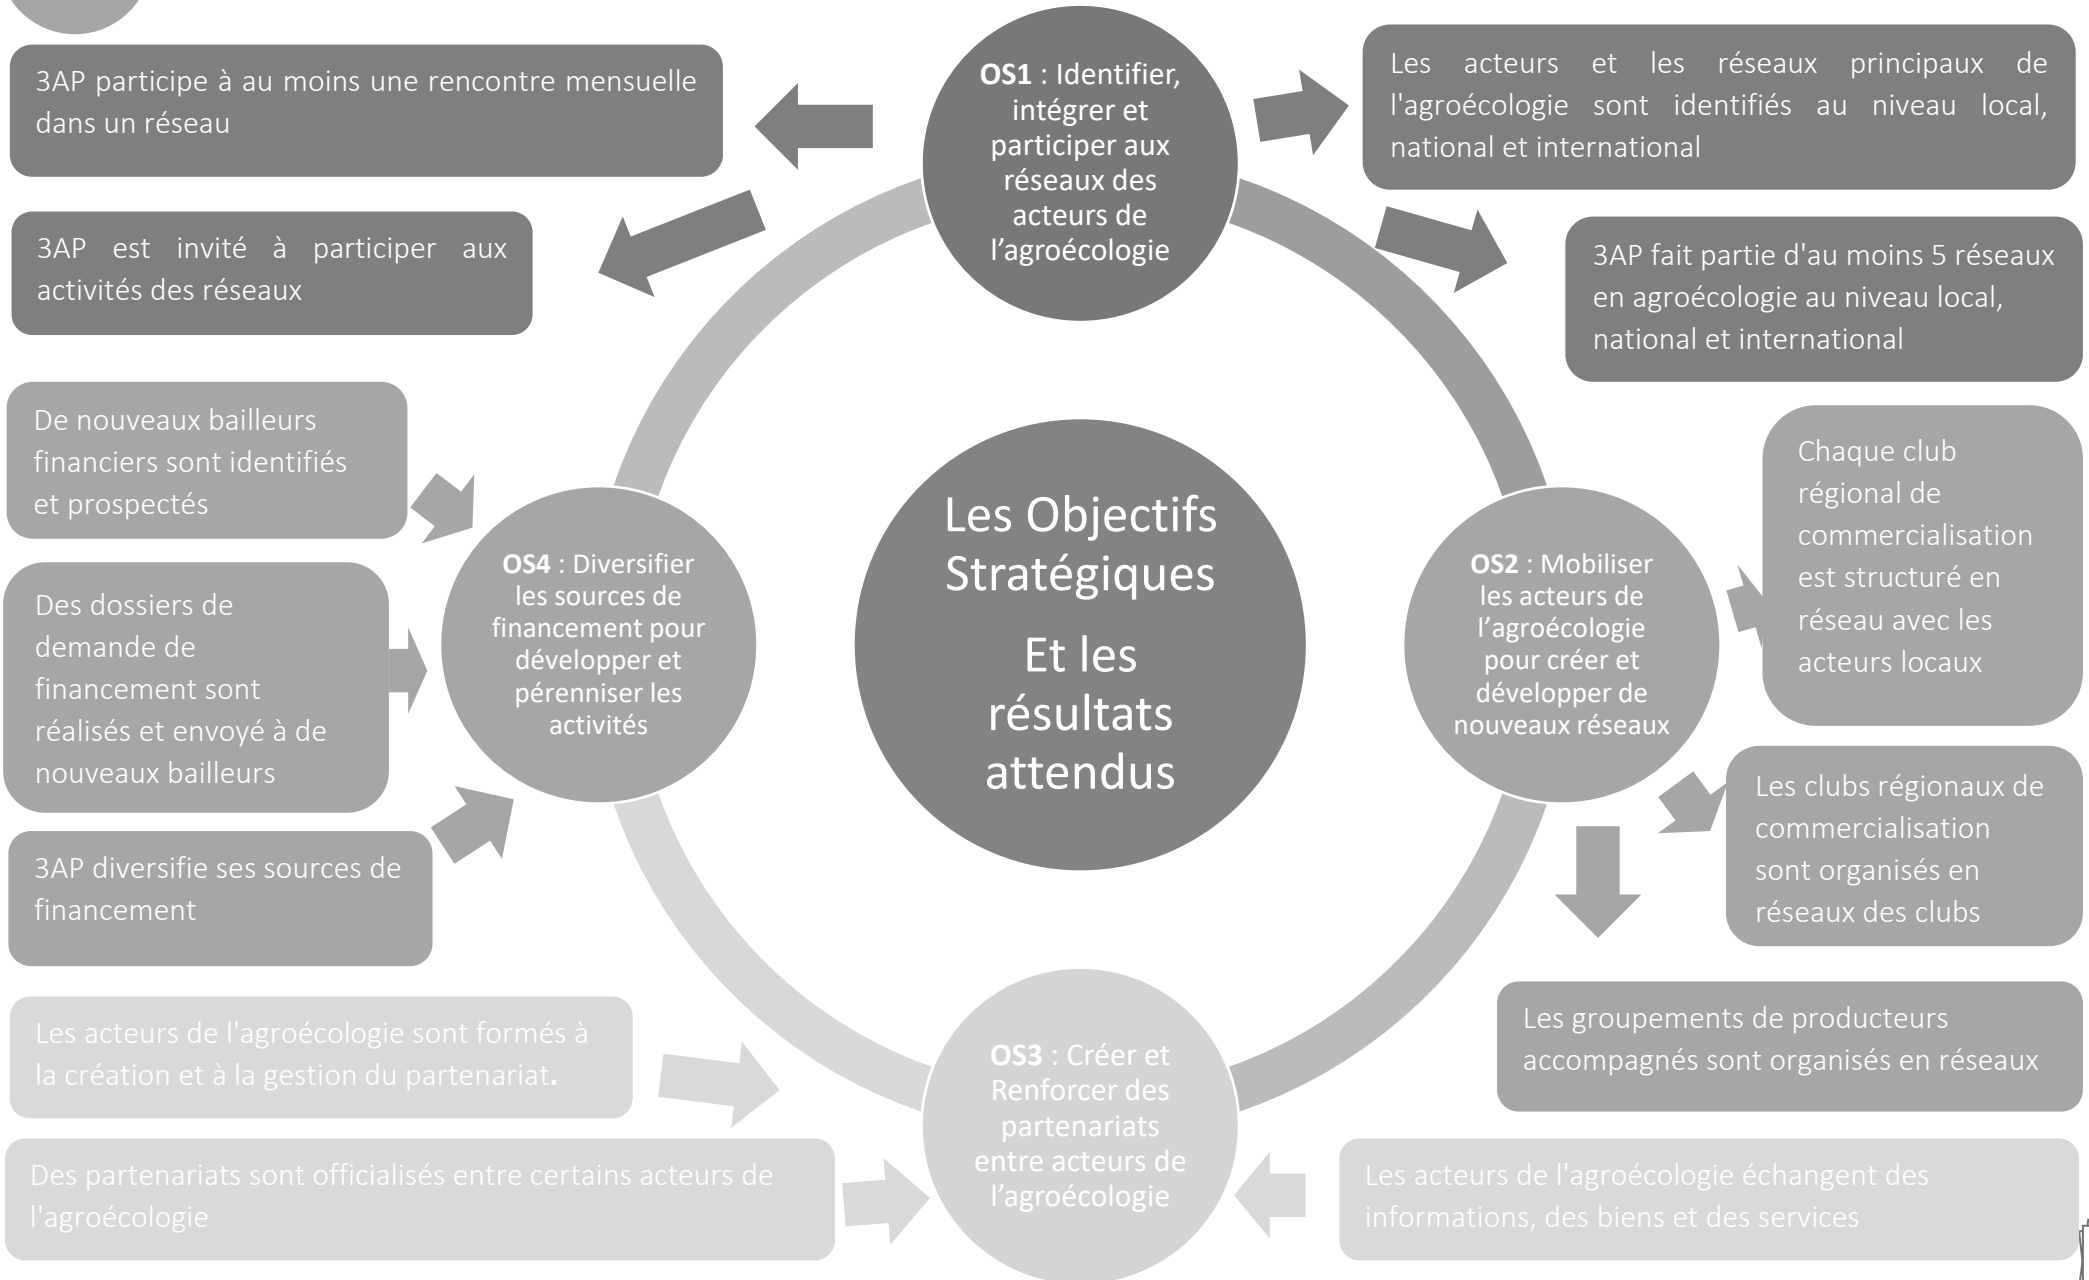 OS1 : Identifier,
intégrer et
participer aux
réseaux des
acteurs de
l’agroécologie
3AP participe à au moins une rencontre mensuelle
dans un réseau
3AP est invité à participer aux
activités des réseaux
Les acteurs et les réseaux principaux de
l'agroécologie sont identifiés au niveau local,
national et international
3AP fait partie d'au moins 5 réseaux
en agroécologie au niveau local,
national et international
Les Objectifs
Stratégiques
Et les
résultats
attendus
OS2 : Mobiliser
les acteurs de
l’agroécologie
pour créer et
développer de
nouveaux réseaux
Chaque club
régional de
commercialisation
est structuré en
réseau avec les
acteurs locaux
Les clubs régionaux de
commercialisation
sont organisés en
réseaux des clubs
Les groupements de producteurs
accompagnés sont organisés en réseaux
De nouveaux bailleurs
financiers sont identifiés
et prospectés
Des dossiers de
demande de
financement sont
réalisés et envoyé à de
nouveaux bailleurs
3AP diversifie ses sources de
financement
OS4 : Diversifier
les sources de
financement pour
développer et
pérenniser les
activités
Les acteurs de l'agroécologie sont formés à
la création et à la gestion du partenariat.
Des partenariats sont officialisés entre certains acteurs de
l'agroécologie
OS3 : Créer et
Renforcer des
partenariats
entre acteurs de
l’agroécologie
Les acteurs de l'agroécologie échangent des
informations, des biens et des services